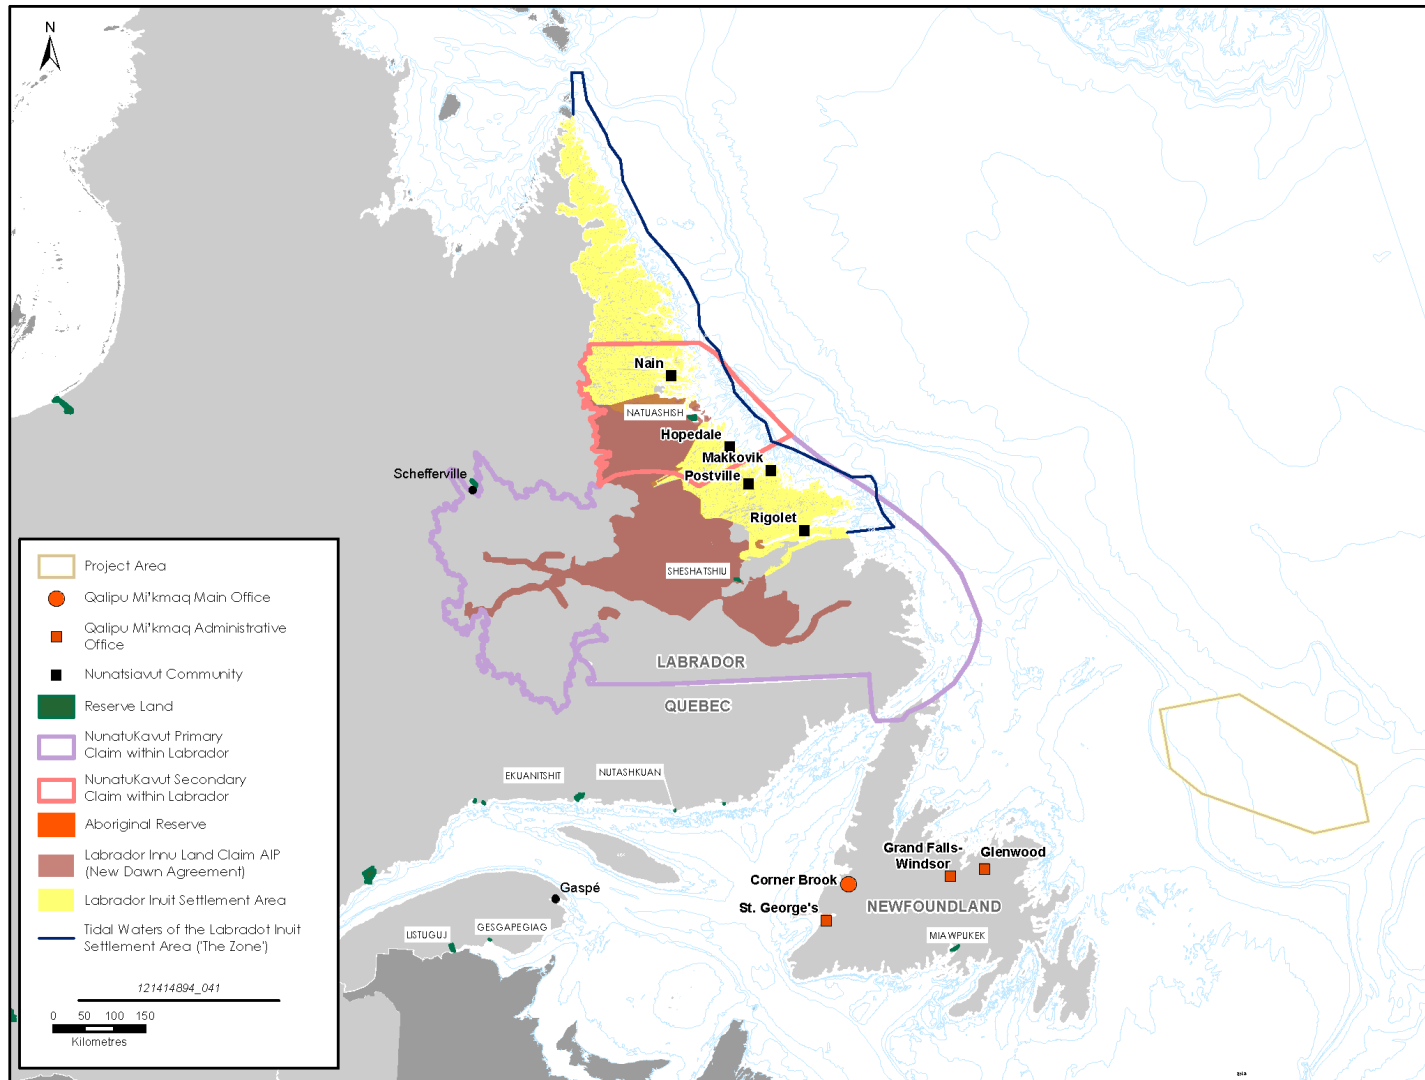 N
Nain
NATUASHISH
Hopedale
Makkovik
Postville
Schefferville
Rigolet
SHESHATSHIU
LABRADOR
QUEBEC
EKUANITSHIT
NUTASHKUAN
Grand Falls-
Windsor
Glenwood
Corner Brook
Gaspé
St. George's
NEWFOUNDLAND
LISTUGUJ
GESGAPEGIAG
MIAWPUKEK
Project Area
Qalipu Mi'kmaq Main Office
Qalipu Mi'kmaq Administrative
Office
Nunatsiavut Community
Reserve Land
NunatuKavut Primary
Claim within Labrador
NunatuKavut Secondary
Claim within Labrador
Aboriginal Reserve
Labrador Innu Land Claim AIP
(New Dawn Agreement)
Labrador Inuit Settlement Area
Tidal Waters of the Labradot Inuit
Settlement Area ('The Zone')
121414894_041
0 50 100 150
Kilometres